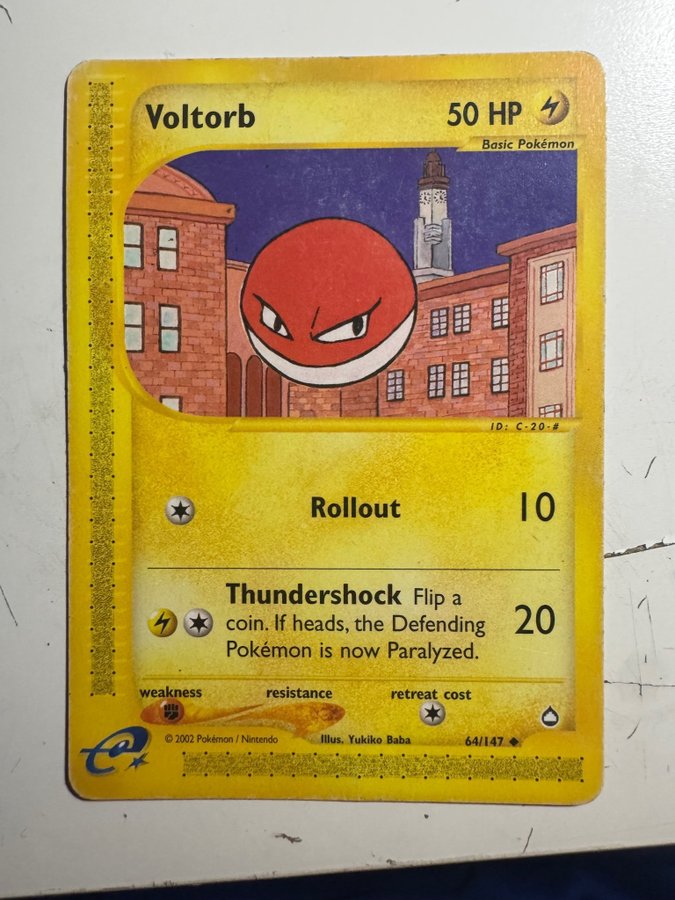 Voltorb 50 HP
Basic Pokémon
ID: C-20-#
Rollout 10
Thundershock Flip a
coin. If heads, the Defending
Pokémon is now Paralyzed.
20
weakness resistance retreat cost
© 2002 Pokémon / Nintendo Illus. Yukiko Baba 64/147 ◆
e